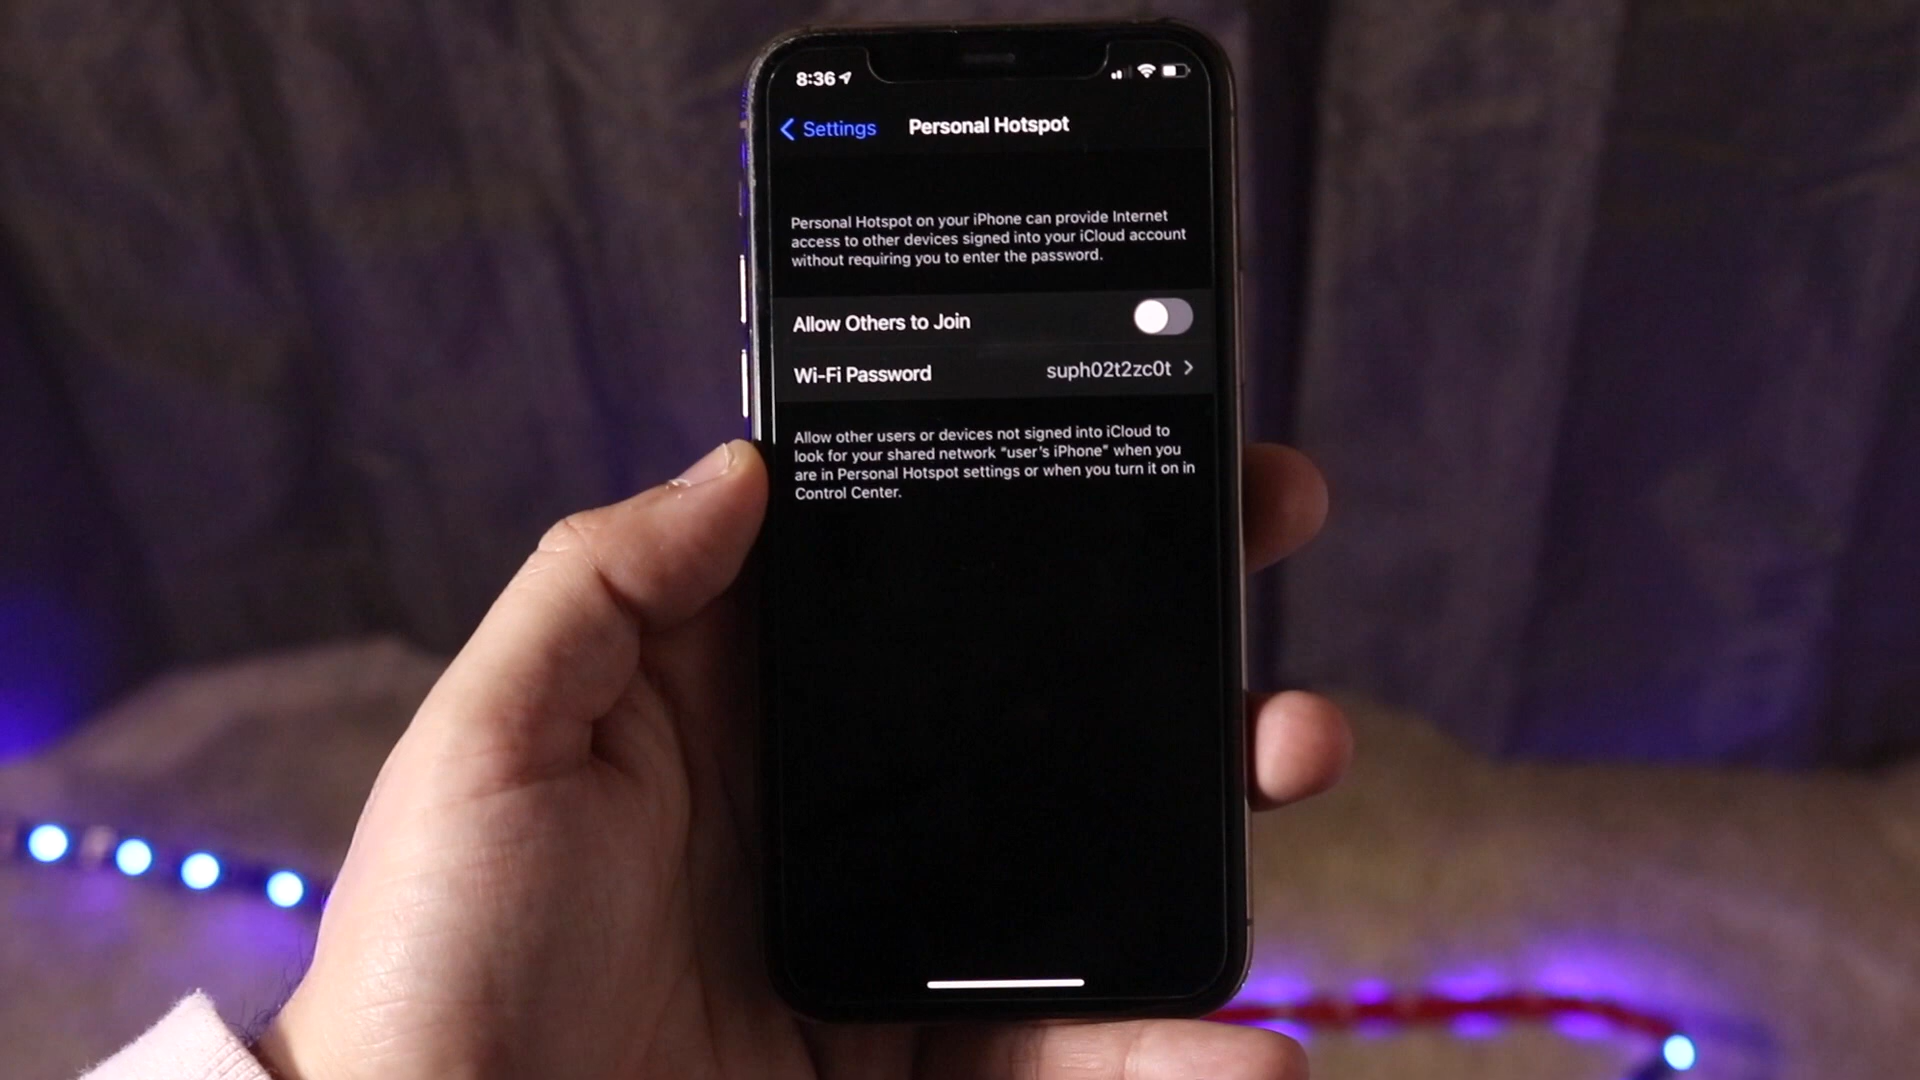 8:36
Settings
Personal Hotspot
Personal Hotspot on your iPhone can provide Internet
access to other devices signed into your iCloud account
without requiring you to enter the password.
Allow Others to Join
Wi-Fi Password suph02t2zc0t
Allow other users or devices not signed into iCloud to
look for your shared network “user’s iPhone” when you
are in Personal Hotspot settings or when you turn it on in
Control Center.